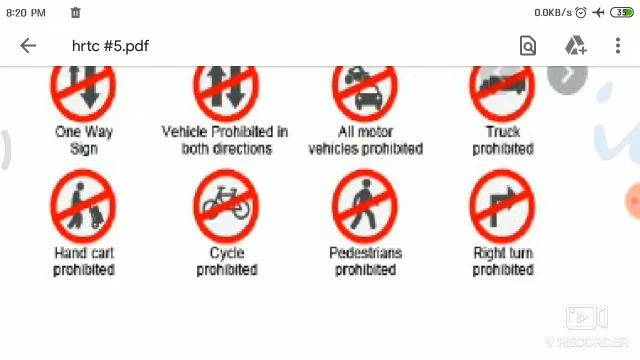 8:20 PM 0.0KB/s 35
hrtc #5.pdf
One Way
Sign
Vehicle Prohibited in
both directions
All motor
vehicles prohibited
Truck
prohibited
Hand cart
prohibited
Cycle
prohibited
Pedestrians
prohibited
Right turn
prohibited
V RECORDER